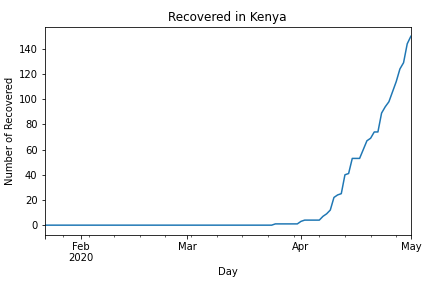 Recovered in Kenya
Number of Recovered
140
120
100
80
60
40
20
0
Feb
2020
Mar
Apr
May
Day